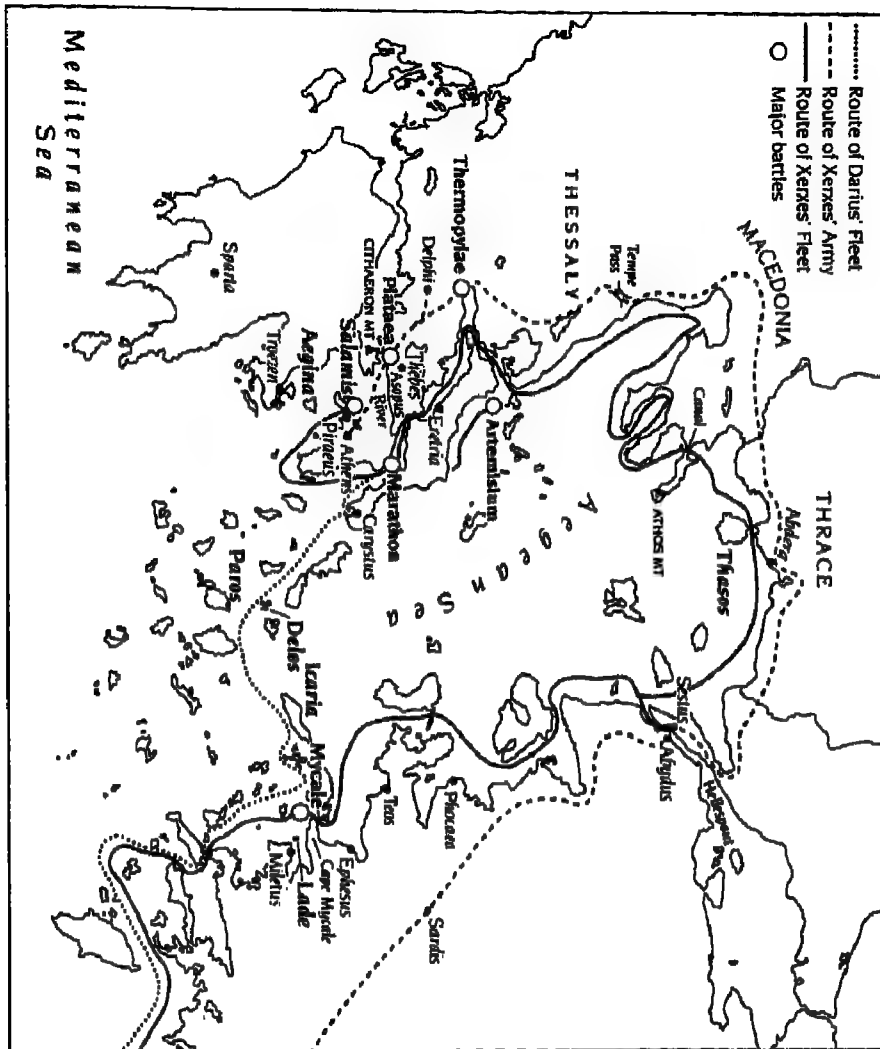 Route of Darius' Fleet
Route of Xerxes' Army
Route of Xerxes' Fleet
Major battles
MACEDONIA
THRACE
Abdera
Tempe
Pass
THESSALY
Canal
ATHOS MT
Thasos
Thermopylae
Artemisium
Aegean Sea
Sestus
Abydus
Hellespont
Delphi
Thebes
Eretria
Plataea
Asopus
River
CITHAERON MT
Marathon
Salamis
Athens
Piraeus
Carystus
Aegina
Troezen
Sparta
Mediterranean
Sea
Paros
Delos
Icaria
Mycale
Teos
Phocaea
Ephesus
Cape Mycale
Lade
Miletus
Sardis